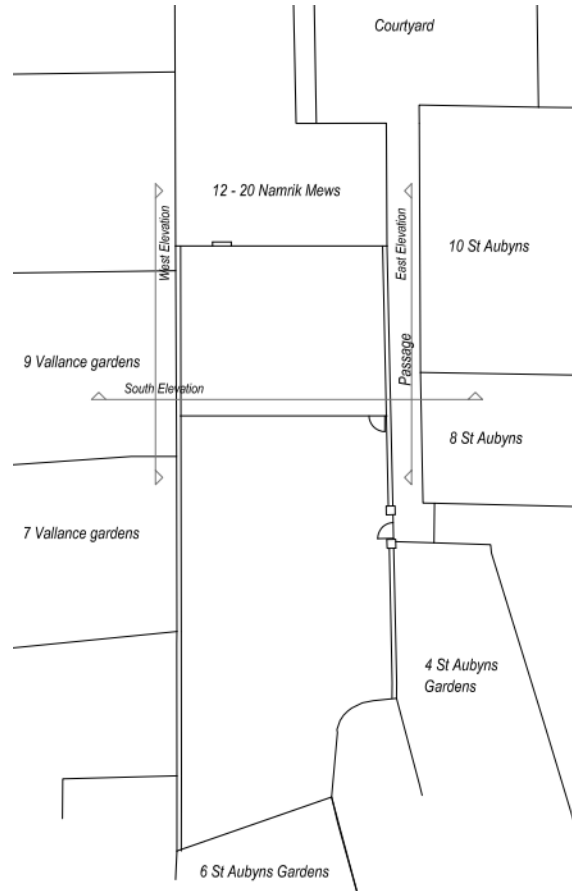 Courtyard
12 - 20 Namrik Mews
West Elevation
East Elevation
10 St Aubyns
9 Vallance gardens
South Elevation
Passage
8 St Aubyns
7 Vallance gardens
4 St Aubyns
Gardens
6 St Aubyns Gardens